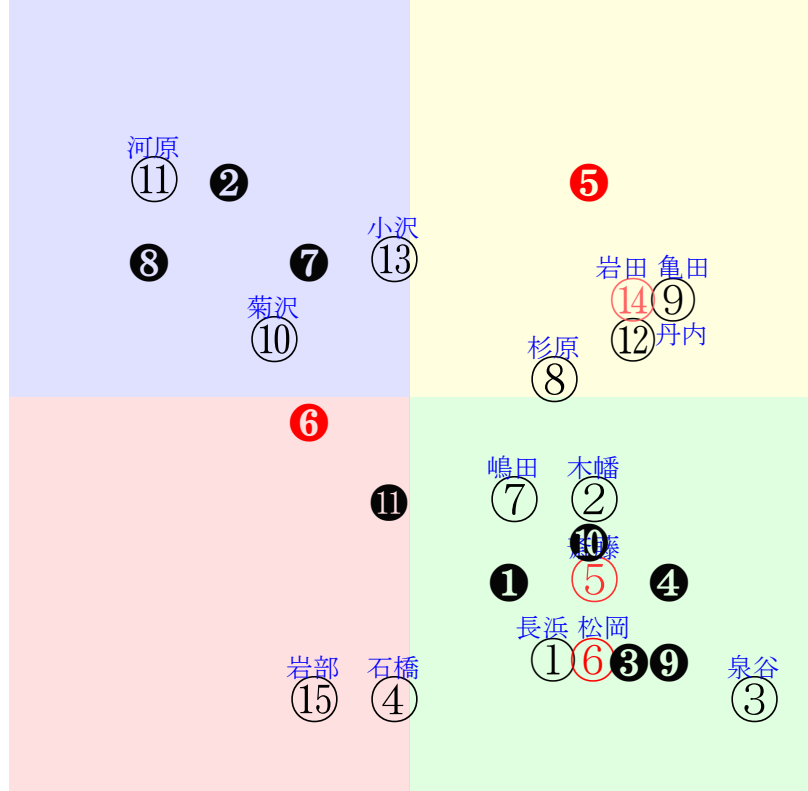 河原
⑪ ❷ ❺
小沢
❽ ❼ ⑬
岩田 亀田
菊沢 ⑭ ⑨
⑩ 杉原 ⑫ 丹内
⑧
❻
嶋田 木幡
⓫ ⑦ ②
❿
斎藤
❶ ⑤ ❹
長浜 松岡
① ⑥ ❸ ❾
岩部 石橋 泉谷
⑮ ④ ③